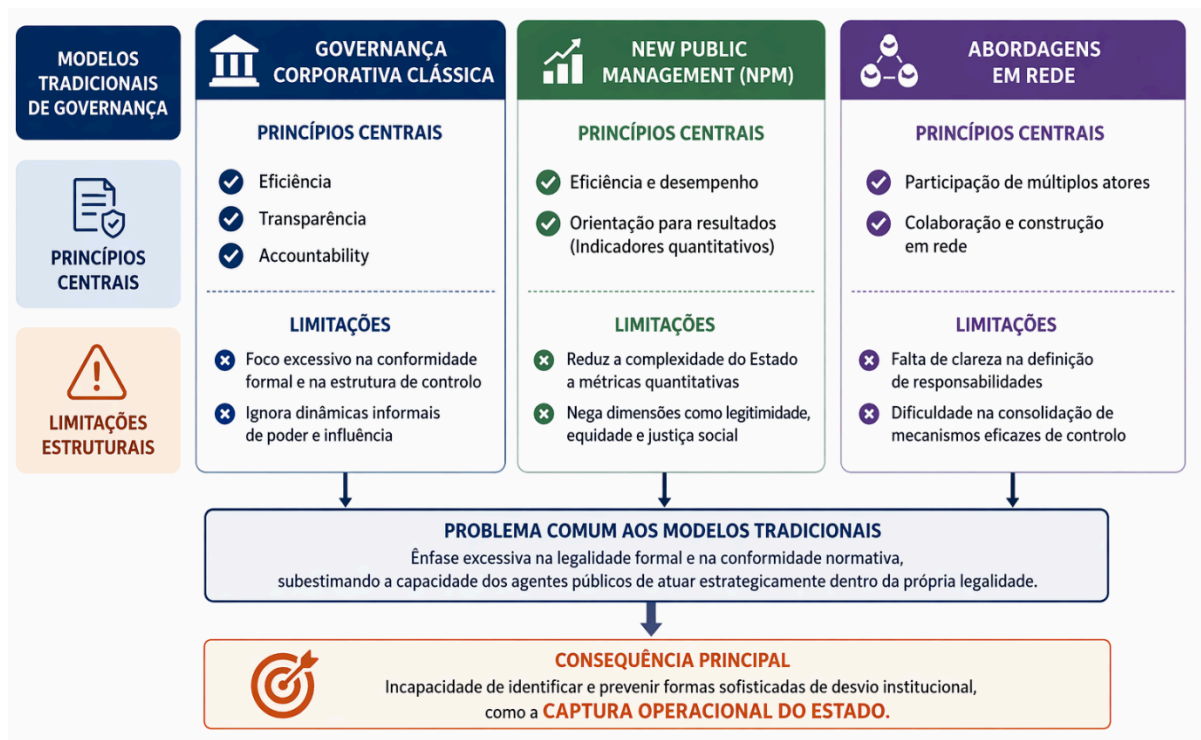 MODELOS
TRADICIONAIS
DE GOVERNANÇA
PRINCÍPIOS
CENTRAIS
LIMITAÇÕES
ESTRUTURAIS
GOVERNANÇA
CORPORATIVA CLÁSSICA
PRINCÍPIOS CENTRAIS
Eficiência
Transparência
Accountability
LIMITAÇÕES
Foco excessivo na conformidade
formal e na estrutura de controlo
Ignora dinâmicas informais
de poder e influência
NEW PUBLIC
MANAGEMENT (NPM)
PRINCÍPIOS CENTRAIS
Eficiência e desempenho
Orientação para resultados
(Indicadores quantitativos)
LIMITAÇÕES
Reduz a complexidade do Estado
a métricas quantitativas
Nega dimensões como legitimidade,
equidade e justiça social
ABORDAGENS
EM REDE
PRINCÍPIOS CENTRAIS
Participação de múltiplos atores
Colaboração e construção
em rede
LIMITAÇÕES
Falta de clareza na definição
de responsabilidades
Dificuldade na consolidação de
mecanismos eficazes de controlo
PROBLEMA COMUM AOS MODELOS TRADICIONAIS
Ênfase excessiva na legalidade formal e na conformidade normativa,
subestimando a capacidade dos agentes públicos de atuar estrategicamente dentro da própria legalidade.
CONSEQUÊNCIA PRINCIPAL
Incapacidade de identificar e prevenir formas sofisticadas de desvio institucional,
como a CAPTURA OPERACIONAL DO ESTADO.